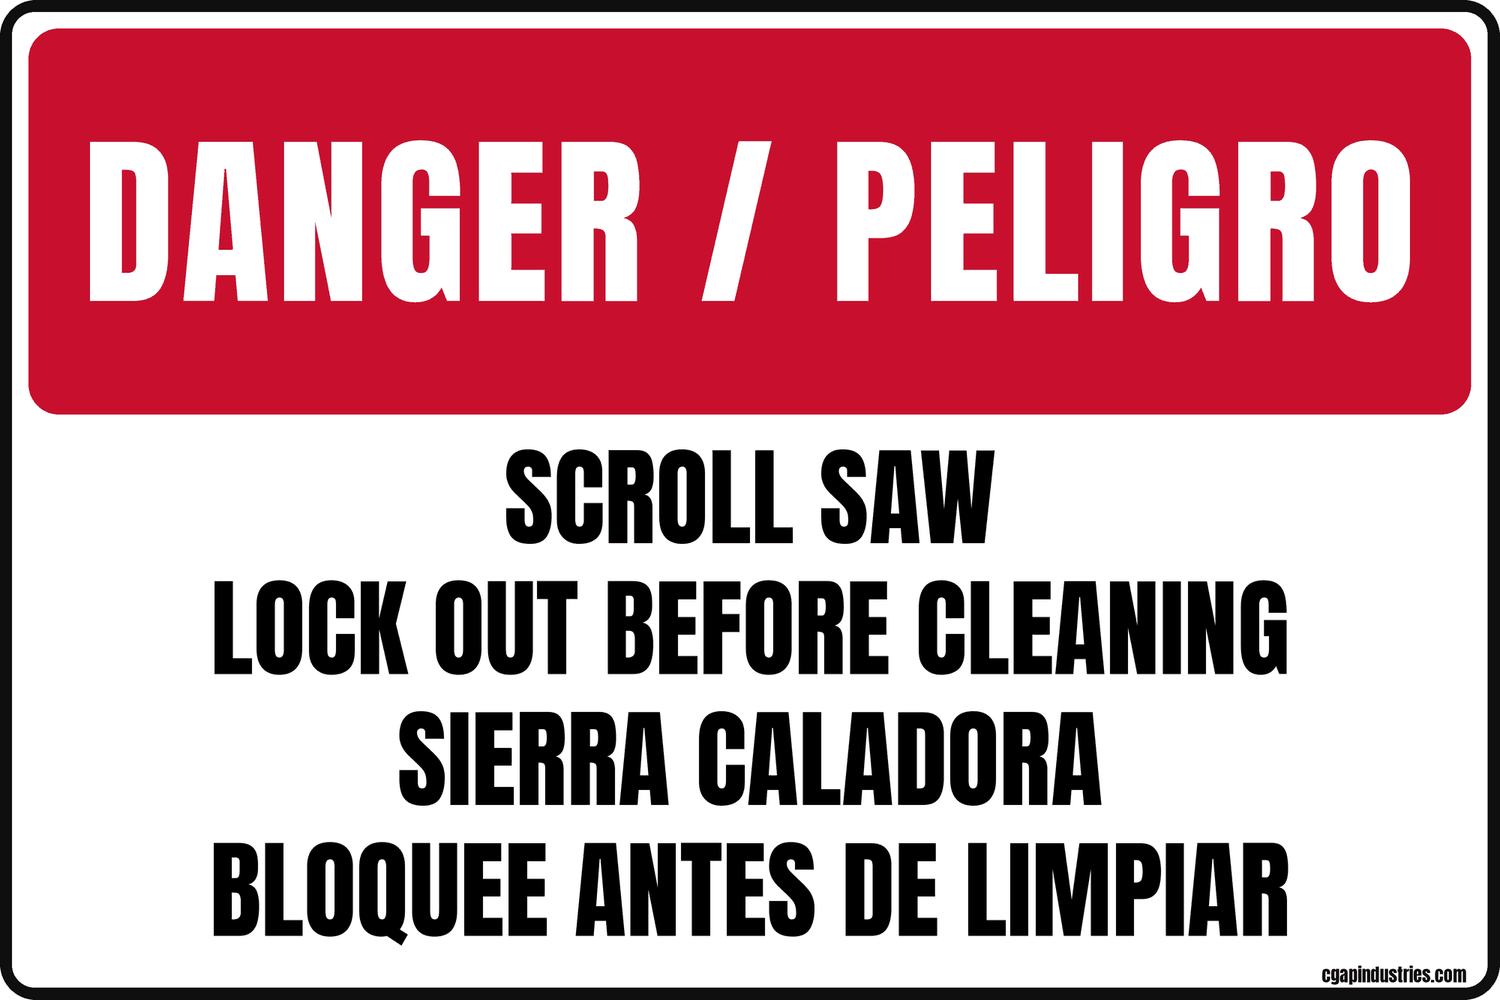 DANGER / PELIGRO
SCROLL SAW
LOCK OUT BEFORE CLEANING
SIERRA CALADORA
BLOQUEE ANTES DE LIMPIAR
cgapindustries.com